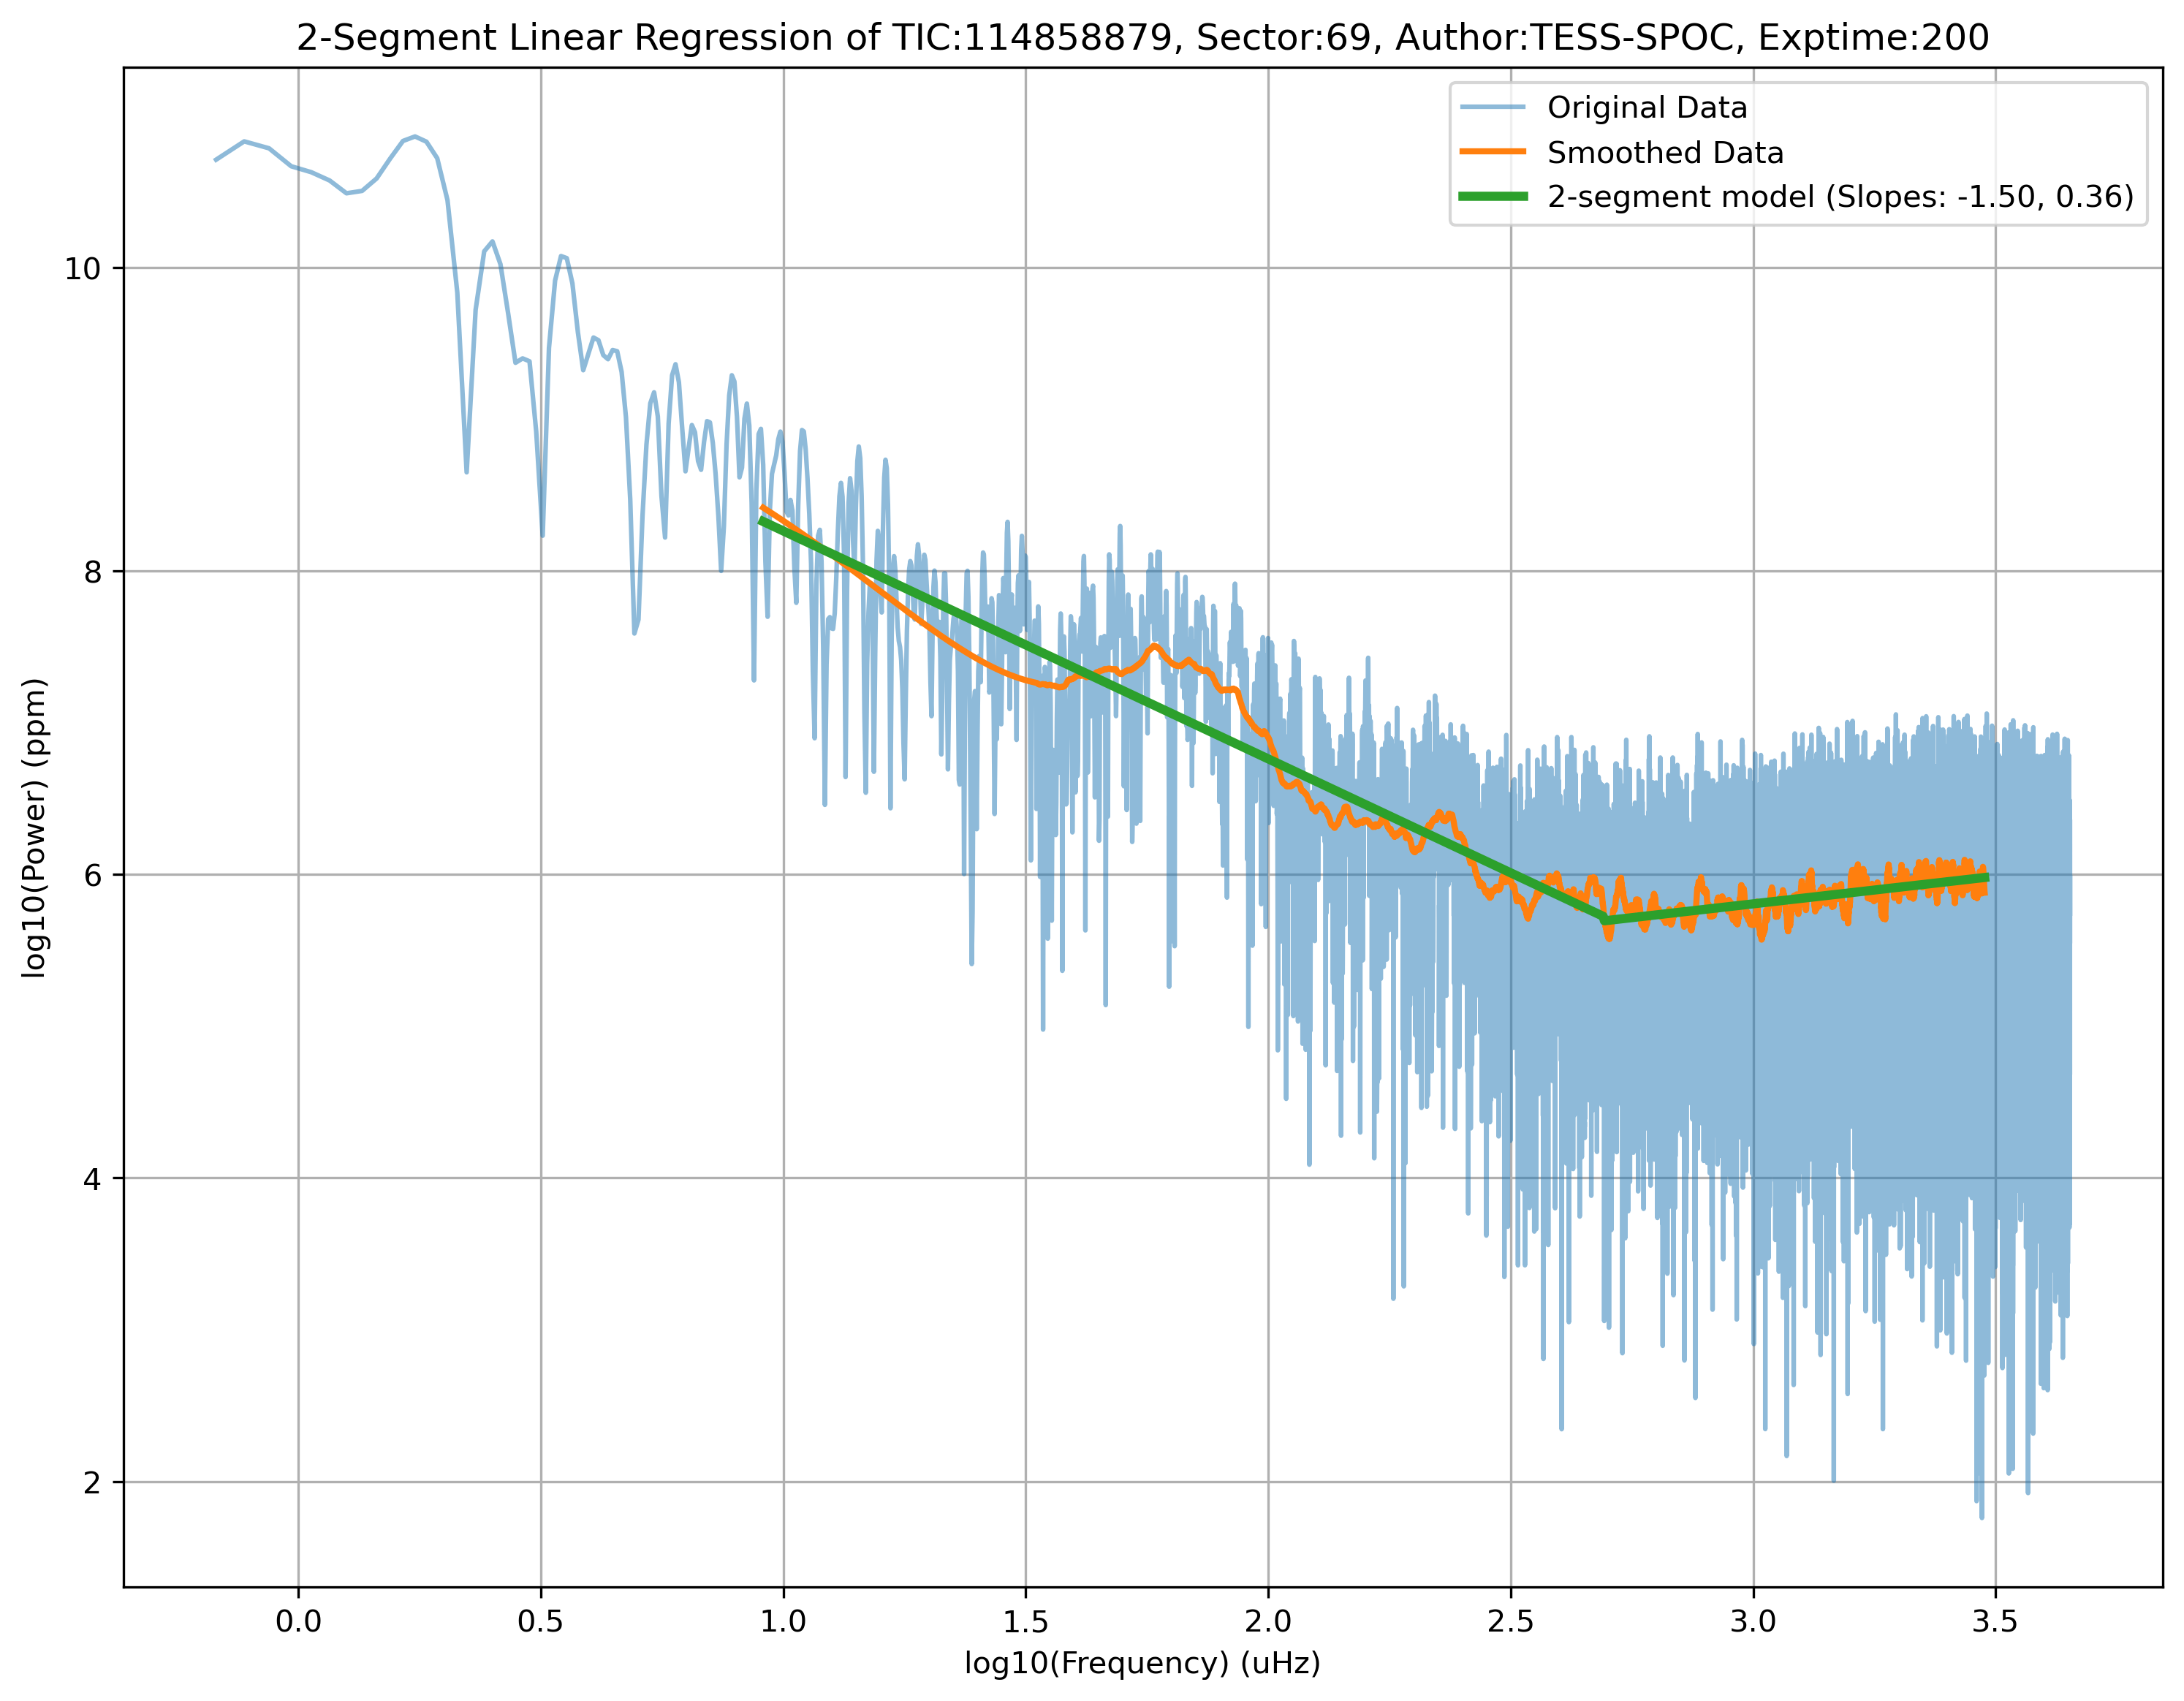 2-Segment Linear Regression of TIC:114858879, Sector:69, Author:TESS-SPOC, Exptime:200
Original Data
Smoothed Data
2-segment model (Slopes: -1.50, 0.36)
log10(Power) (ppm)
10
8
6
4
2
0.0 0.5 1.0 1.5 2.0 2.5 3.0 3.5
log10(Frequency) (uHz)